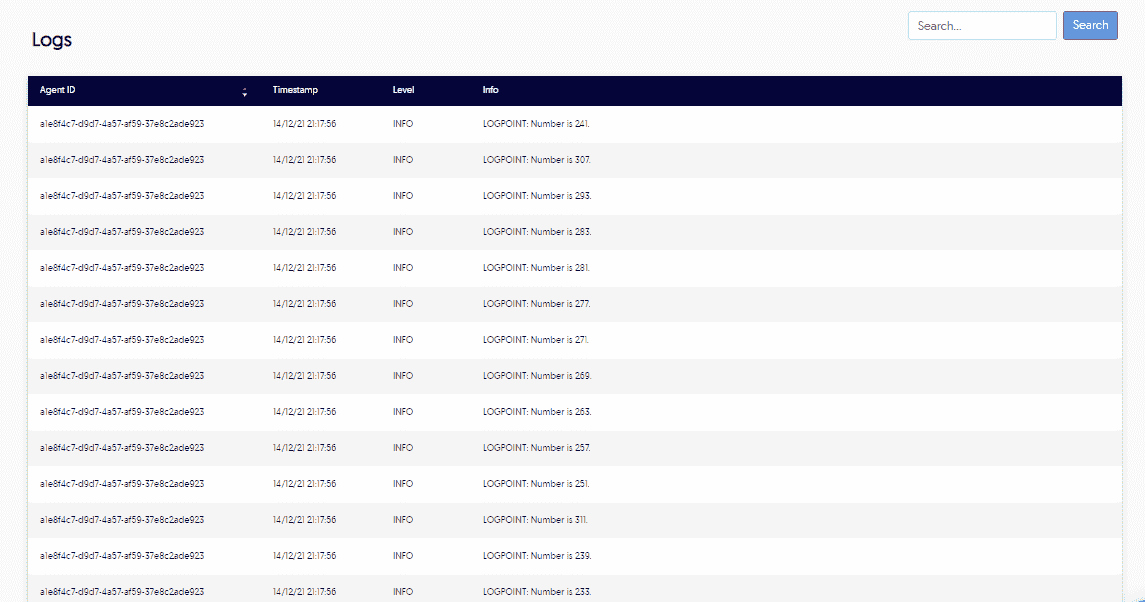 Search...
Search
Logs
Agent ID Timestamp Level Info
a1e8f4c7-d9d7-4a57-af59-37e8c2ade923 14/12/21 21:17:56 INFO LOGPOINT: Number is 241.
a1e8f4c7-d9d7-4a57-af59-37e8c2ade923 14/12/21 21:17:56 INFO LOGPOINT: Number is 307.
a1e8f4c7-d9d7-4a57-af59-37e8c2ade923 14/12/21 21:17:56 INFO LOGPOINT: Number is 293.
a1e8f4c7-d9d7-4a57-af59-37e8c2ade923 14/12/21 21:17:56 INFO LOGPOINT: Number is 283.
a1e8f4c7-d9d7-4a57-af59-37e8c2ade923 14/12/21 21:17:56 INFO LOGPOINT: Number is 281.
a1e8f4c7-d9d7-4a57-af59-37e8c2ade923 14/12/21 21:17:56 INFO LOGPOINT: Number is 277.
a1e8f4c7-d9d7-4a57-af59-37e8c2ade923 14/12/21 21:17:56 INFO LOGPOINT: Number is 271.
a1e8f4c7-d9d7-4a57-af59-37e8c2ade923 14/12/21 21:17:56 INFO LOGPOINT: Number is 269.
a1e8f4c7-d9d7-4a57-af59-37e8c2ade923 14/12/21 21:17:56 INFO LOGPOINT: Number is 263.
a1e8f4c7-d9d7-4a57-af59-37e8c2ade923 14/12/21 21:17:56 INFO LOGPOINT: Number is 257.
a1e8f4c7-d9d7-4a57-af59-37e8c2ade923 14/12/21 21:17:56 INFO LOGPOINT: Number is 251.
a1e8f4c7-d9d7-4a57-af59-37e8c2ade923 14/12/21 21:17:56 INFO LOGPOINT: Number is 311.
a1e8f4c7-d9d7-4a57-af59-37e8c2ade923 14/12/21 21:17:56 INFO LOGPOINT: Number is 239.
a1e8f4c7-d9d7-4a57-af59-37e8c2ade923 14/12/21 21:17:56 INFO LOGPOINT: Number is 233.